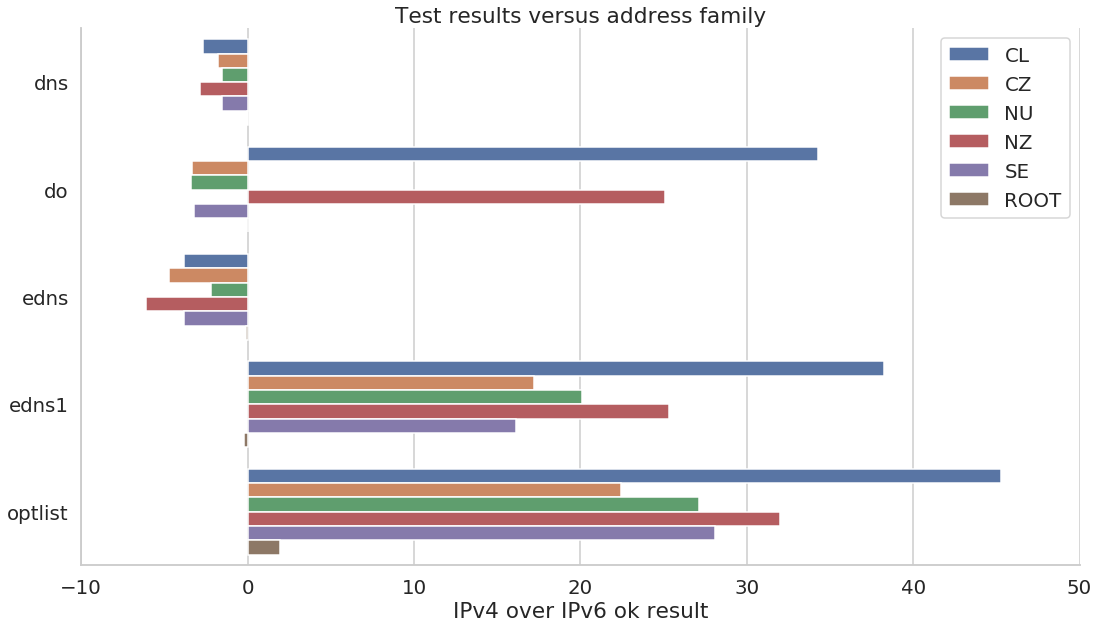 Test results versus address family
CL
CZ
NU
NZ
SE
ROOT
dns
do
edns
edns1
optlist
−10 0 10 20 30 40 50
IPv4 over IPv6 ok result